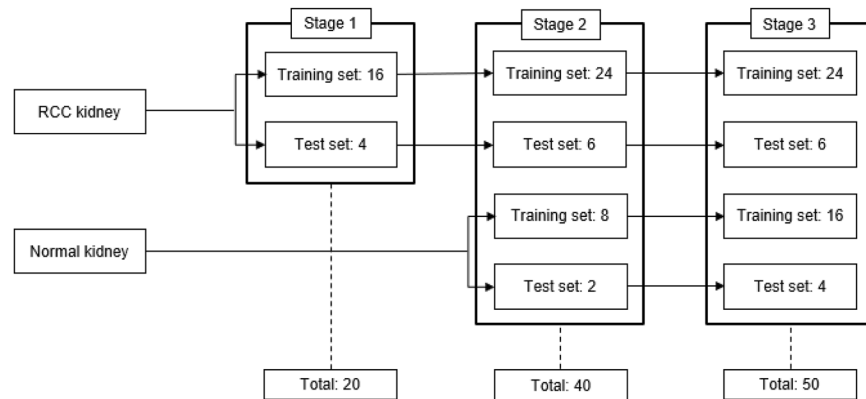 Stage 1
Stage 2
Stage 3
Training set: 16
Training set: 24
Training set: 24
RCC kidney
Test set: 4
Test set: 6
Test set: 6
Training set: 8
Training set: 16
Normal kidney
Test set: 2
Test set: 4
Total: 20
Total: 40
Total: 50